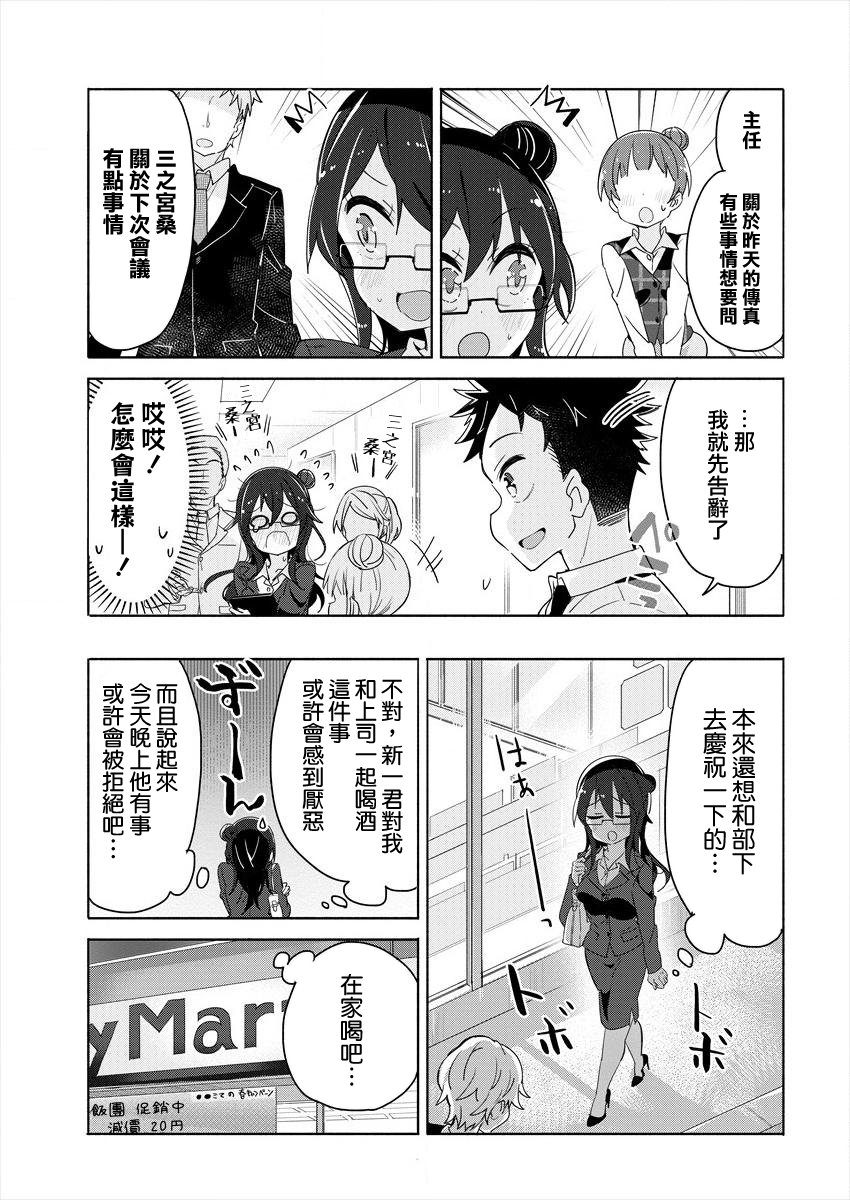 主任
關於昨天的傳真
有些事情想要問
三之宮桑
關於下次會議
有點事情
…那
我就先告辭了
ペコ
三之宮
桑ー
三之宮
桑ー
哎哎！
怎麼會這樣ー！
本來還想和部下
去慶祝一下的…
はぁー
トボ
トボ
不對，新一君對我
和上司一起喝酒
這件事
或許會感到厭惡
而且說起來
今天晚上他有事
或許會被拒絕吧…
ずーん
在家喝吧…
yMar
飯團 促銷中
減價 20円